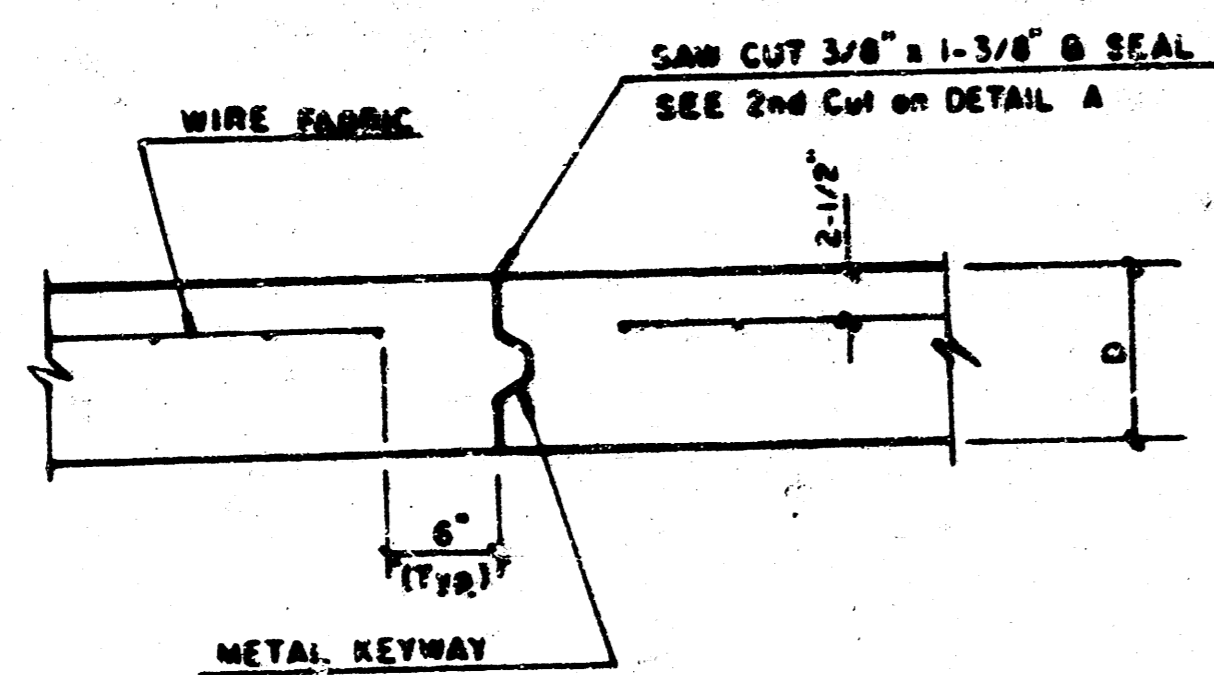 SAW CUT 3/8" x 1-3/8" & SEAL
SEE 2nd Cut on DETAIL A
WIRE FABRIC
2-1/2"
D
6"
(Typ.)
METAL KEYWAY